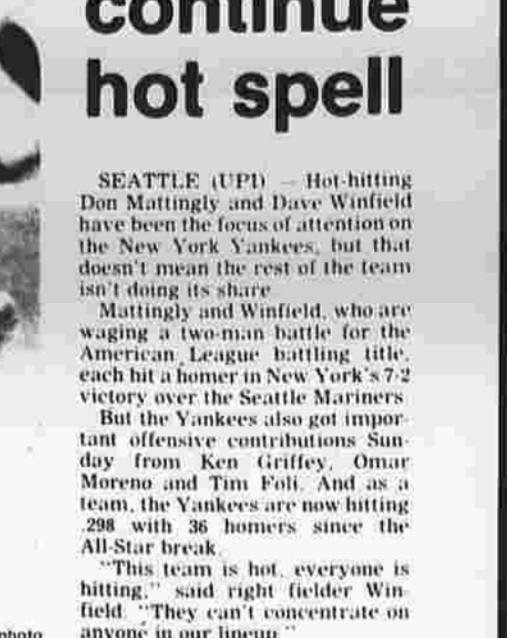 continue
hot spell
SEATTLE (UPI) — Hot-hitting
Don Mattingly and Dave Winfield
have been the focus of attention on
the New York Yankees, but that
doesn't mean the rest of the team
isn't doing its share.
Mattingly and Winfield, who are
waging a two-man battle for the
American League battling title,
each hit a homer in New York's 7-2
victory over the Seattle Mariners.
But the Yankees also got impor-
tant offensive contributions Sun-
day from Ken Griffey, Omar
Moreno and Tim Foli. And as a
team, the Yankees are now hitting
.298 with 36 homers since the
All-Star break.
"This team is hot, everyone is
hitting," said right fielder Win-
field. "They can't concentrate on
anyone in our lineup."
photo